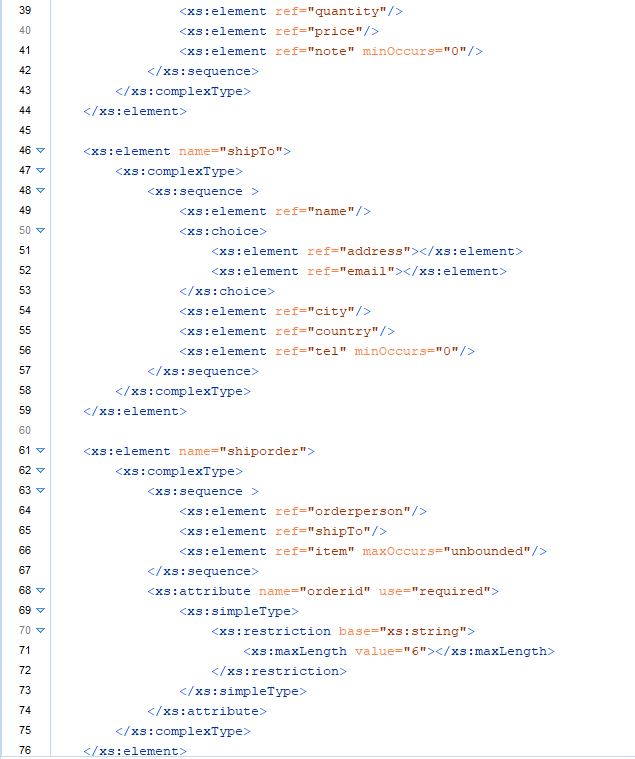 39                 <xs:element ref="quantity"/>
40                 <xs:element ref="price"/>
41                 <xs:element ref="note" minOccurs="0"/>
42             </xs:sequence>
43         </xs:complexType>
44     </xs:element>
45
46     <xs:element name="shipTo">
47         <xs:complexType>
48             <xs:sequence >
49                 <xs:element ref="name"/>
50                 <xs:choice>
51                     <xs:element ref="address"></xs:element>
52                     <xs:element ref="email"></xs:element>
53                 </xs:choice>
54                 <xs:element ref="city"/>
55                 <xs:element ref="country"/>
56                 <xs:element ref="tel" minOccurs="0"/>
57             </xs:sequence>
58         </xs:complexType>
59     </xs:element>
60
61     <xs:element name="shiporder">
62         <xs:complexType>
63             <xs:sequence >
64                 <xs:element ref="orderperson"/>
65                 <xs:element ref="shipTo"/>
66                 <xs:element ref="item" maxOccurs="unbounded"/>
67             </xs:sequence>
68             <xs:attribute name="orderid" use="required">
69                 <xs:simpleType>
70                     <xs:restriction base="xs:string">
71                         <xs:maxLength value="6"></xs:maxLength>
72                     </xs:restriction>
73                 </xs:simpleType>
74             </xs:attribute>
75         </xs:complexType>
76     </xs:element>